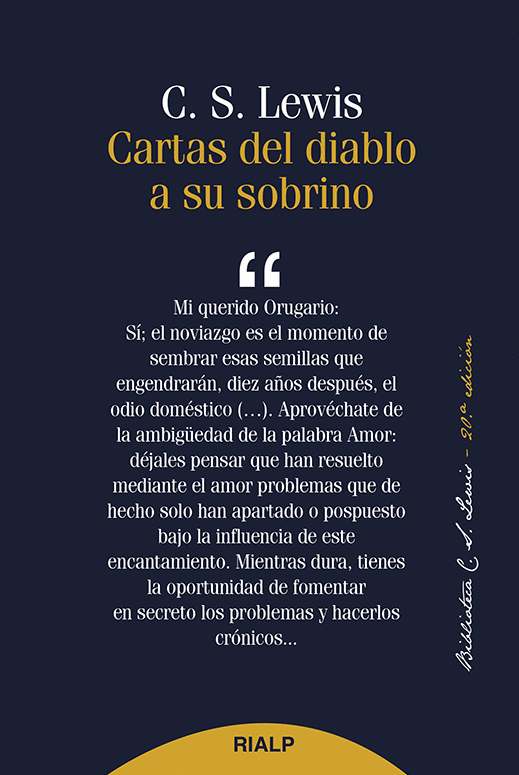 C. S. Lewis
Cartas del diablo
a su sobrino
“
Mi querido Orugario:
Sí; el noviazgo es el momento de
sembrar esas semillas que
engendrarán, diez años después, el
odio doméstico (...). Aprovéchate de
la ambigüedad de la palabra Amor:
déjales pensar que han resuelto
mediante el amor problemas que de
hecho solo han apartado o pospuesto
bajo la influencia de este
encantamiento. Mientras dura, tienes
la oportunidad de fomentar
en secreto los problemas y hacerlos
crónicos...
Biblioteca C. S. Lewis - 20.ª edición
RIALP